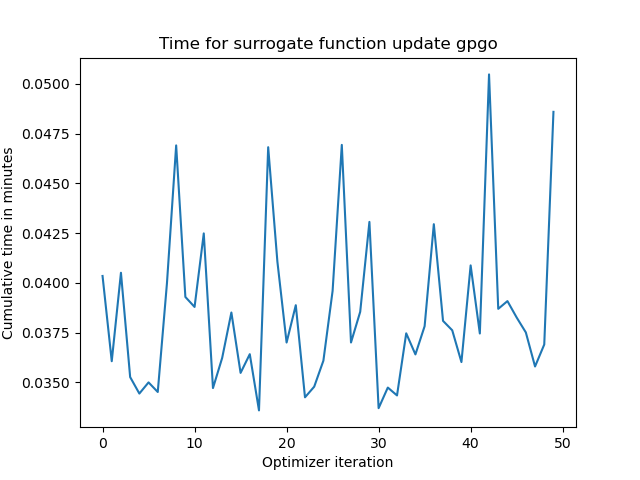 Time for surrogate function update gpgo
Cumulative time in minutes
0.0500
0.0475
0.0450
0.0425
0.0400
0.0375
0.0350
0 10 20 30 40 50
Optimizer iteration